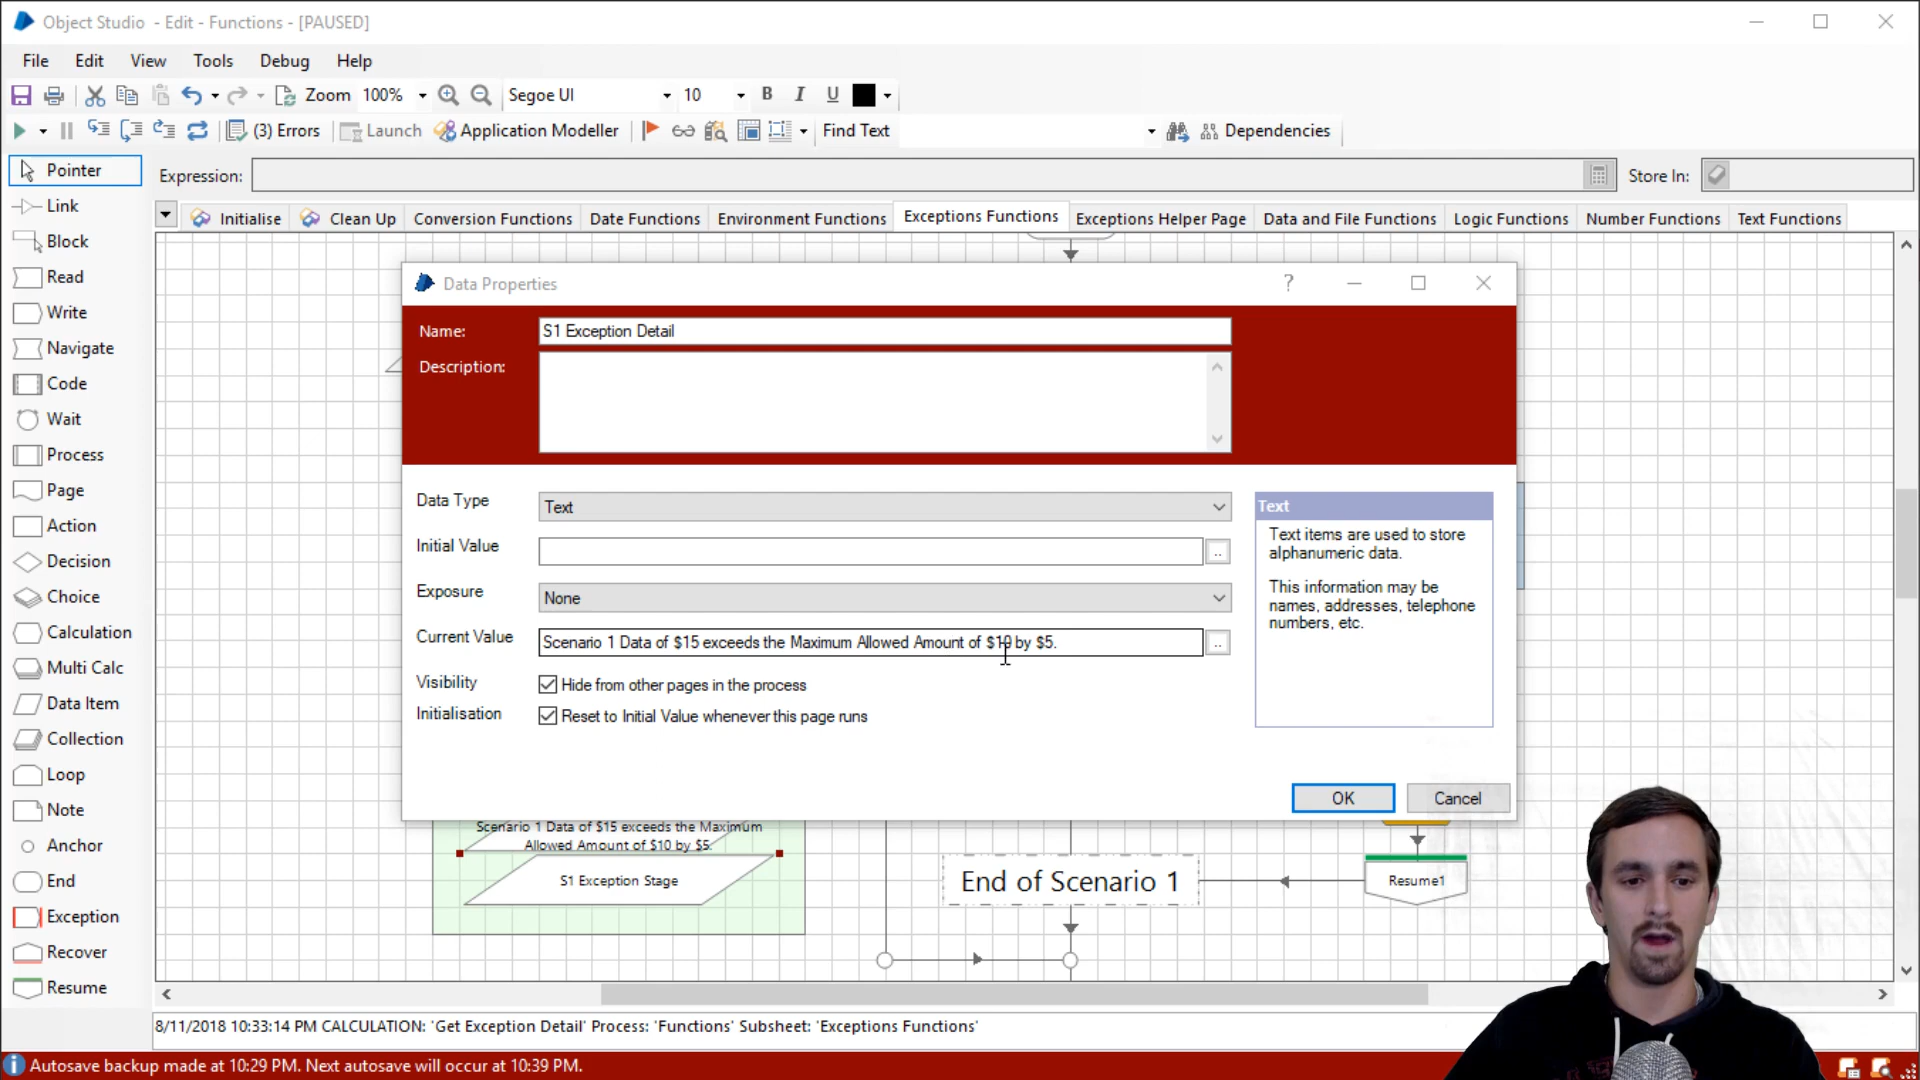 Object Studio - Edit - Functions - [PAUSED]
File Edit View Tools Debug Help
Zoom 100% Segoe UI 10 B I U
(3) Errors Launch Application Modeller Find Text Dependencies
Pointer
Expression: Store In:
Initialise Clean Up Conversion Functions Date Functions Environment Functions Exceptions Functions Exceptions Helper Page Data and File Functions Logic Functions Number Functions Text Functions
Link
Block
Read
Write
Navigate
Code
Wait
Process
Page
Action
Decision
Choice
Calculation
Multi Calc
Data Item
Collection
Loop
Note
Anchor
End
Exception
Recover
Resume
Data Properties ?
Name: S1 Exception Detail
Description:
Data Type Text
Initial Value ..
Exposure None
Current Value Scenario 1 Data of $15 exceeds the Maximum Allowed Amount of $10 by $5. ..
Visibility Hide from other pages in the process
Initialisation Reset to Initial Value whenever this page runs
Text
Text items are used to store
alphanumeric data.
This information may be
names, addresses, telephone
numbers, etc.
OK Cancel
Scenario 1 Data of $15 exceeds the Maximum
Allowed Amount of $10 by $5.
S1 Exception Stage
End of Scenario 1
Resume1
8/11/2018 10:33:14 PM CALCULATION: 'Get Exception Detail' Process: 'Functions' Subsheet: 'Exceptions Functions'
Autosave backup made at 10:29 PM. Next autosave will occur at 10:39 PM.